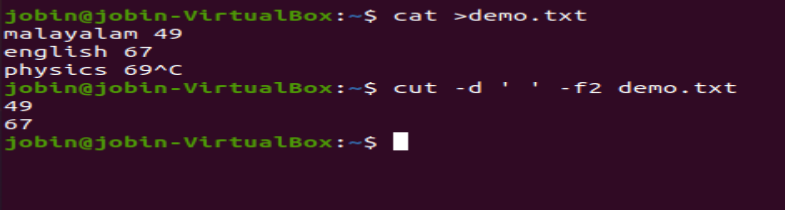 jobin@jobin-VirtualBox:~$ cat >demo.txt
malayalam 49
english 67
physics 69^C
jobin@jobin-VirtualBox:~$ cut -d ' ' -f2 demo.txt
49
67
jobin@jobin-VirtualBox:~$